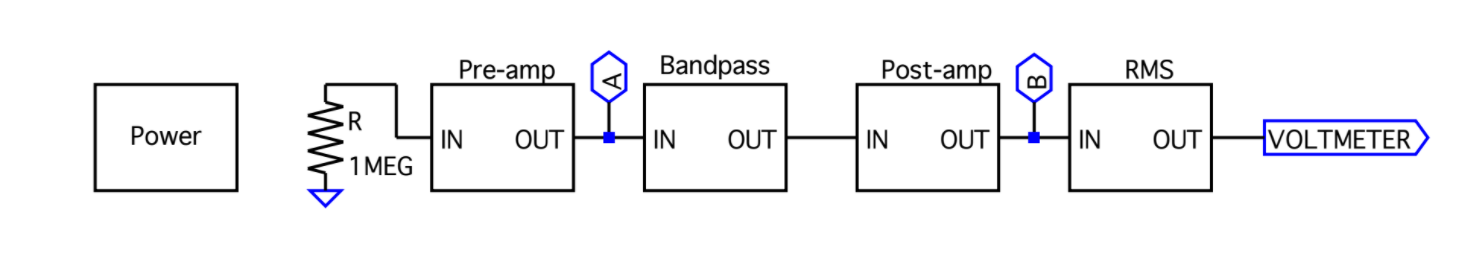 Power
R
1MEG
Pre-amp
IN OUT
A
Bandpass
IN OUT
Post-amp
IN OUT
B
RMS
IN OUT
VOLTMETER